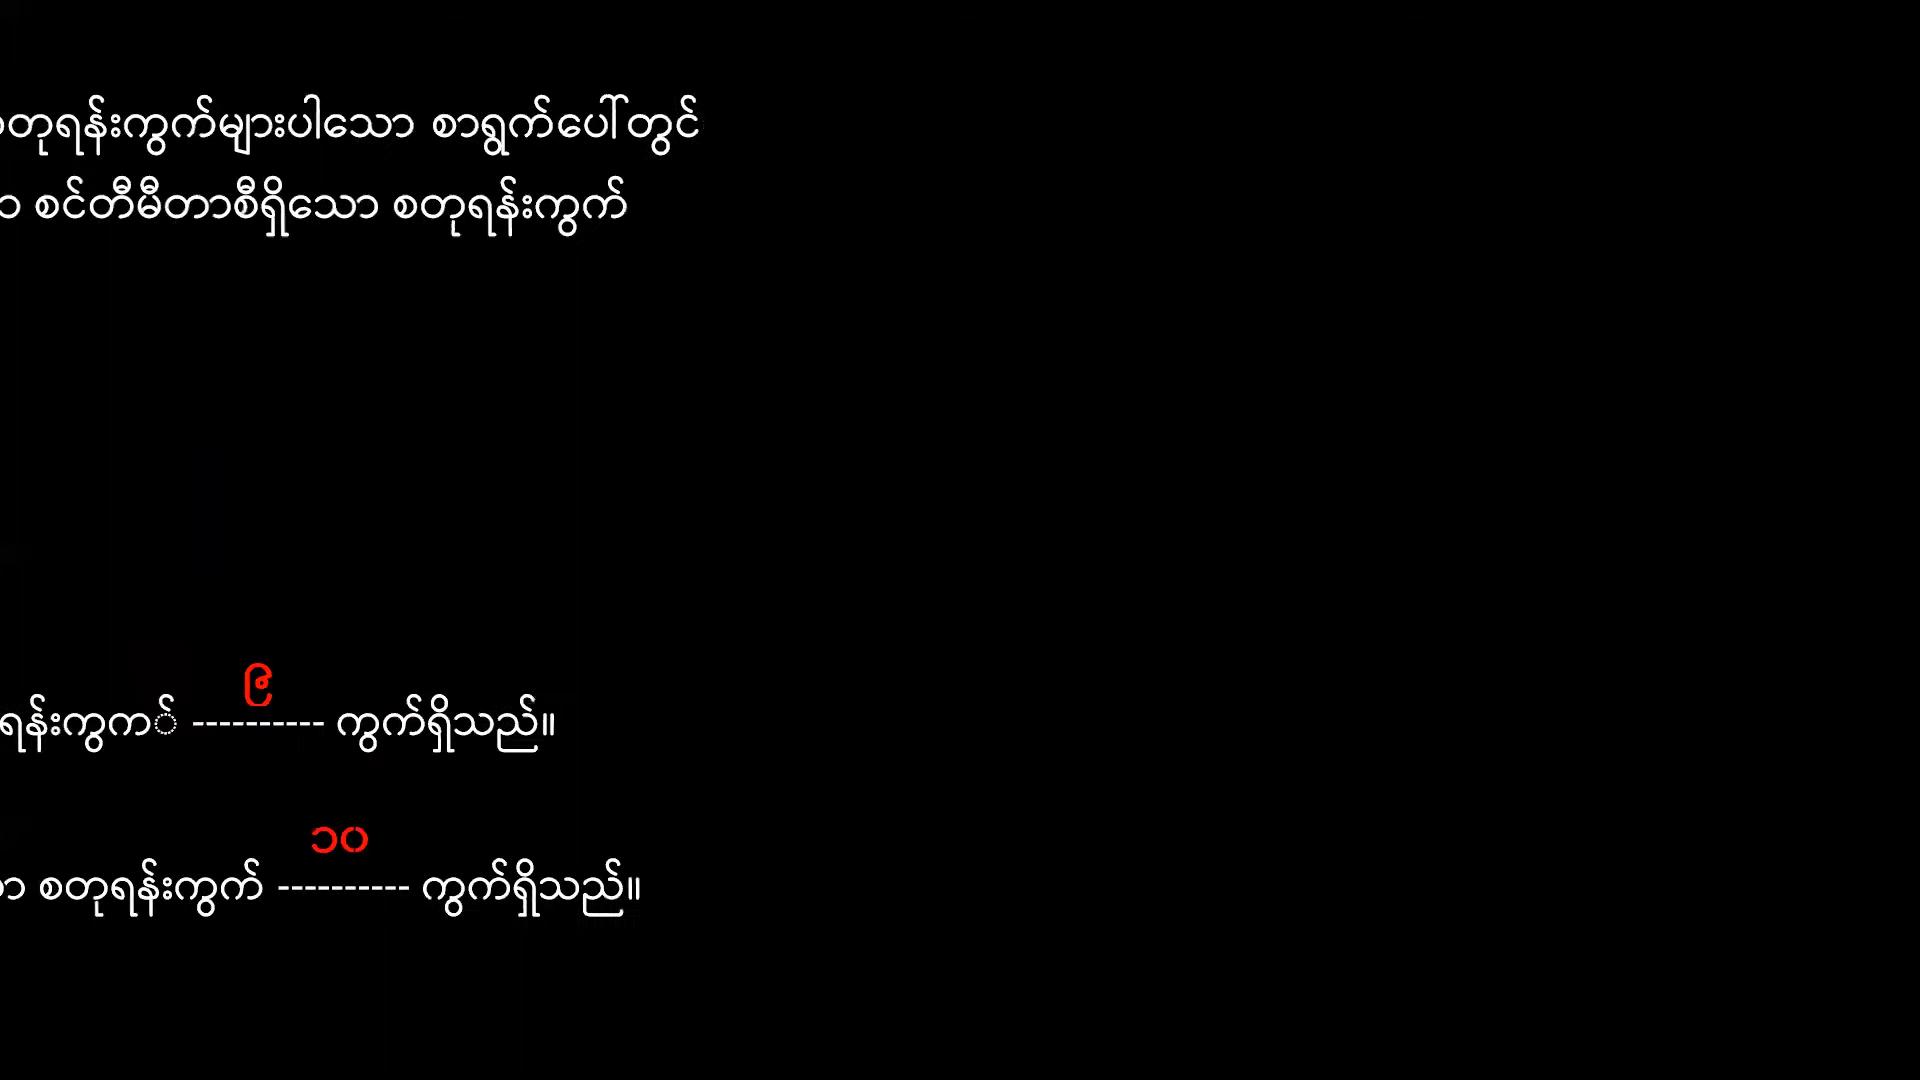 စတုရန်းကွက်များပါသော စာရွက်ပေါ်တွင်
စင်တီမီတာစီရှိသော စတုရန်းကွက်
၉
ရန်းကွက် ---------- ကွက်ရှိသည်။
၁၀
စတုရန်းကွက် ---------- ကွက်ရှိသည်။